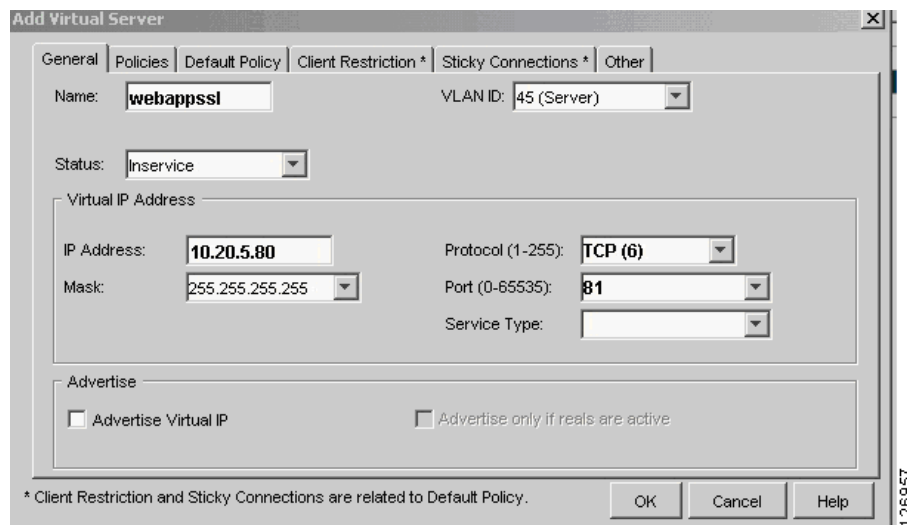 Add Virtual Server
General Policies Default Policy Client Restriction * Sticky Connections * Other
Name: webappssl VLAN ID: 45 (Server)
Status: Inservice
Virtual IP Address
IP Address: 10.20.5.80 Protocol (1-255): TCP (6)
Mask: 255.255.255.255 Port (0-65535): 81
Service Type:
Advertise
Advertise Virtual IP Advertise only if reals are active
* Client Restriction and Sticky Connections are related to Default Policy.
OK Cancel Help
126957